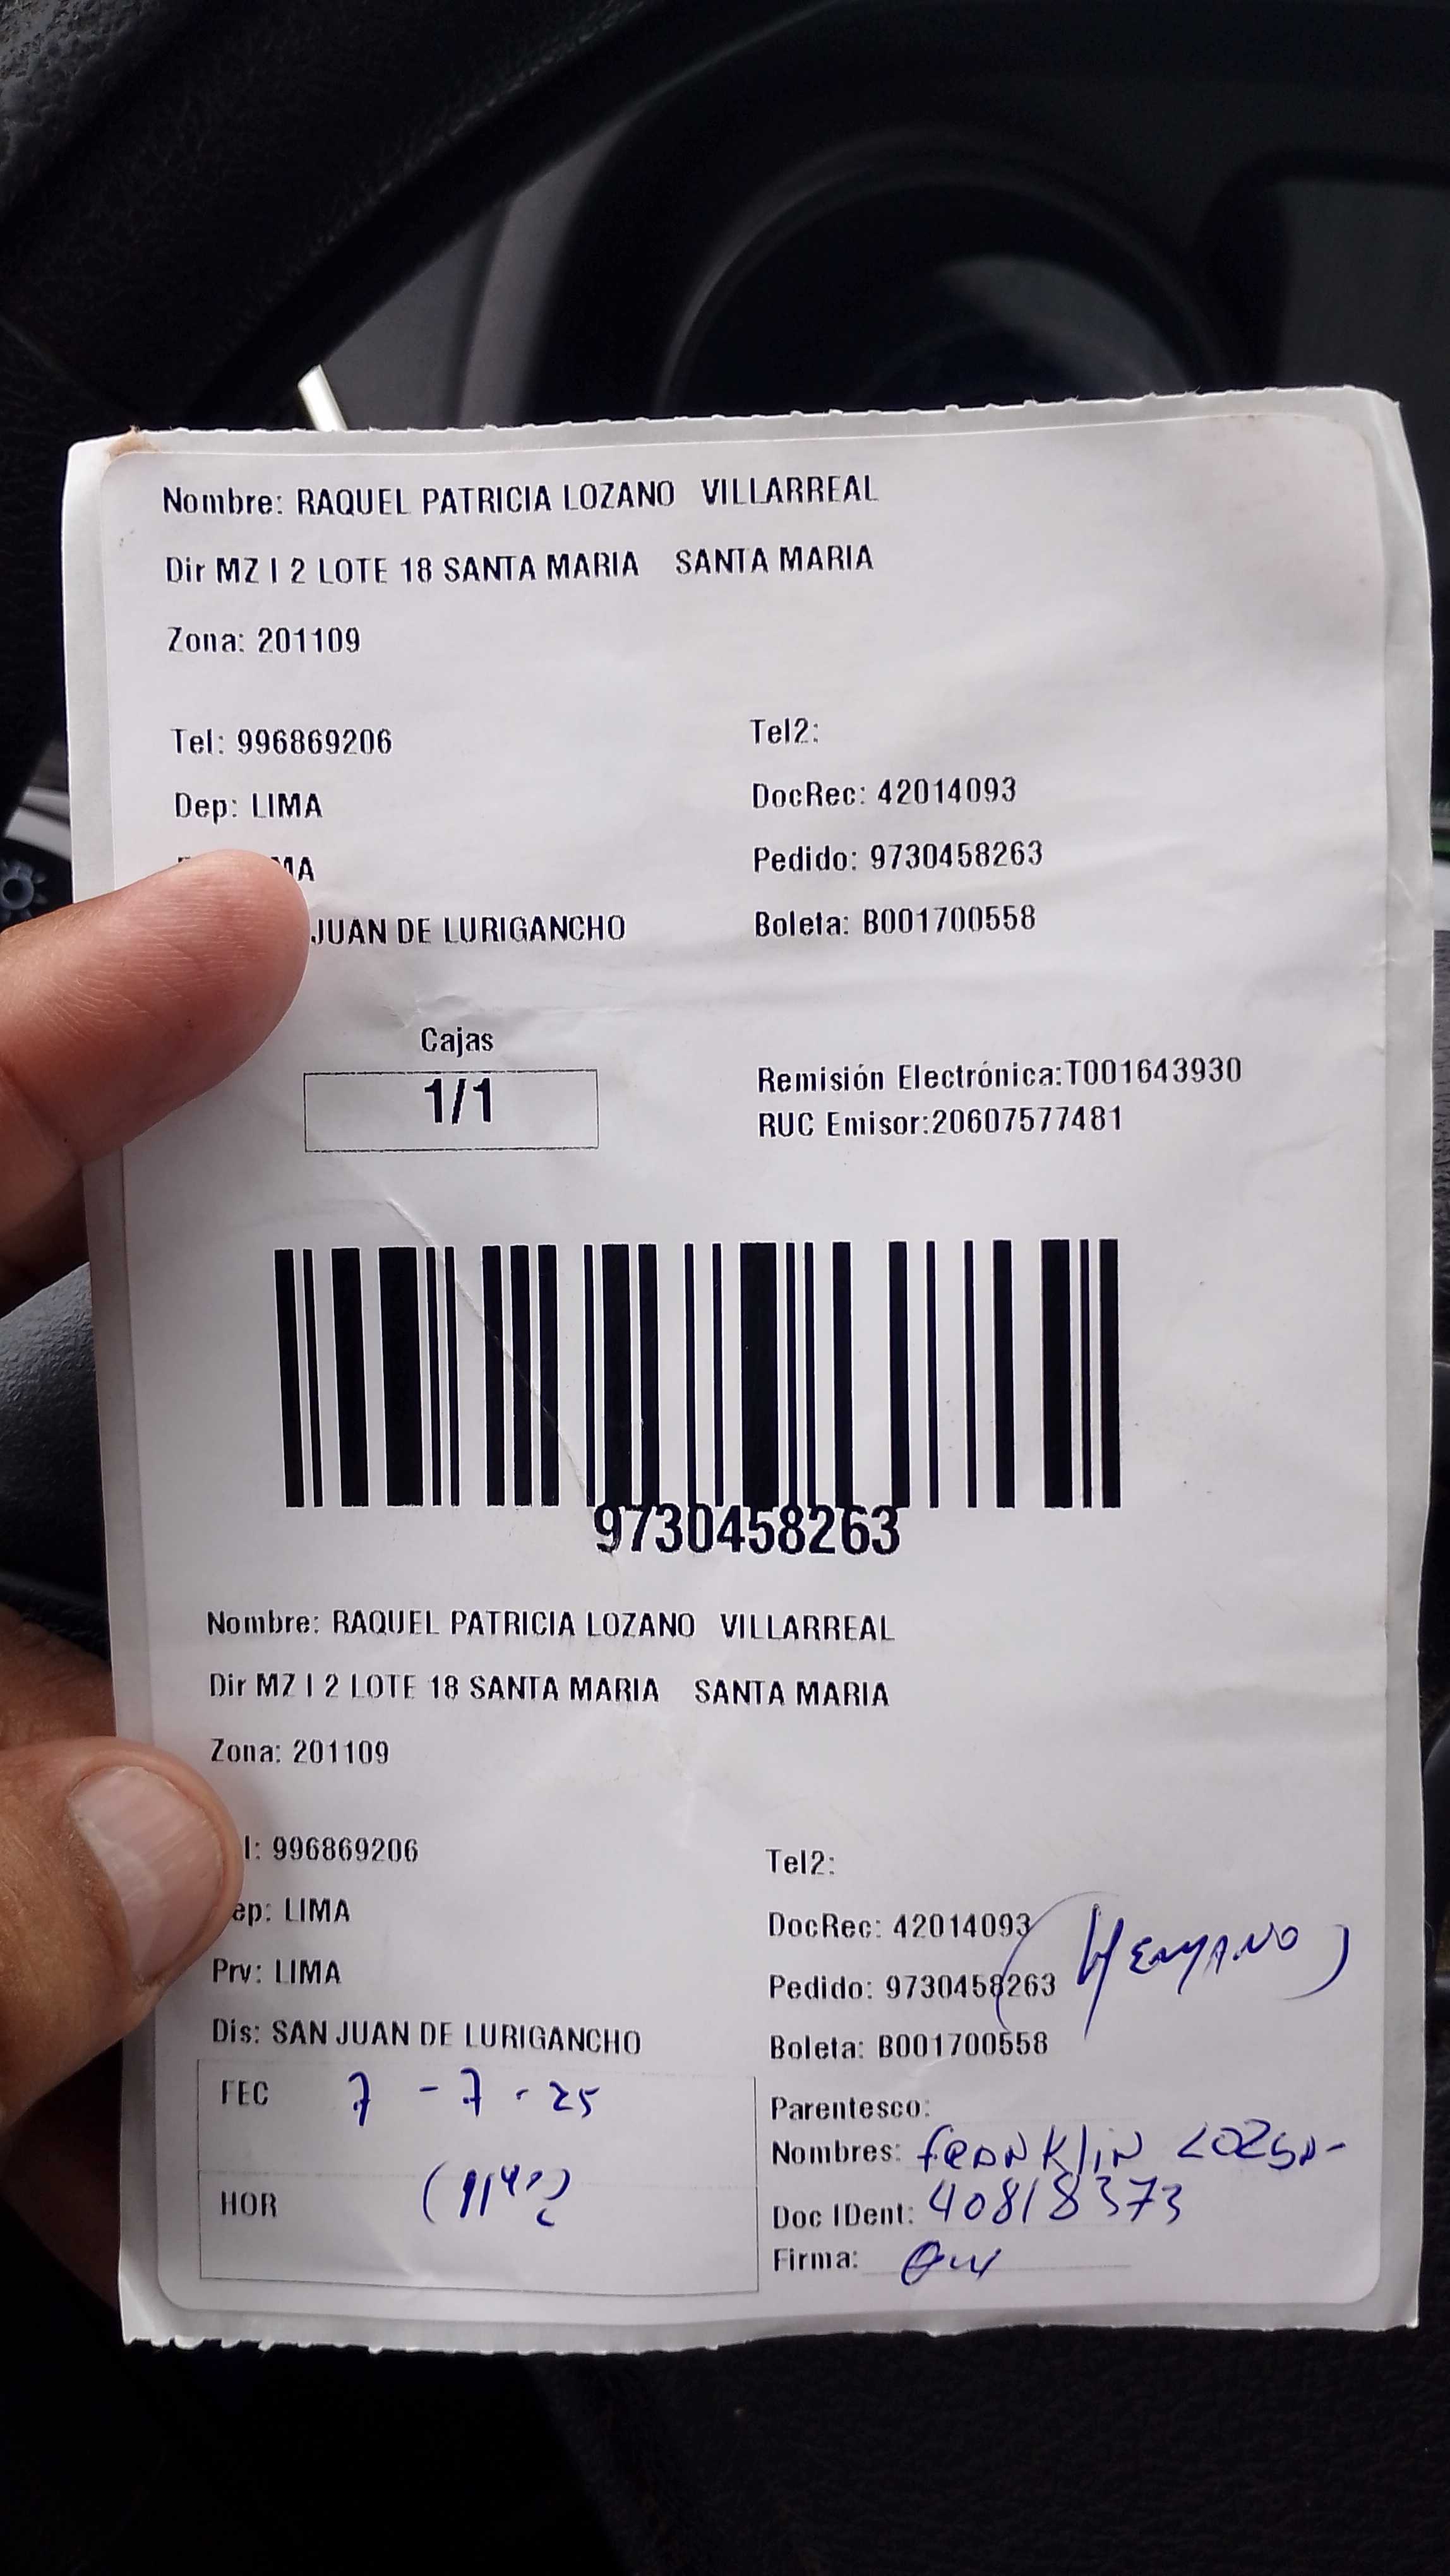 Nombre: RAQUEL PATRICIA LOZANO VILLARREAL
Dir MZ I 2 LOTE 18 SANTA MARIA SANTA MARIA
Zona: 201109
Tel: 996869206 Tel2:
Dep: LIMA DocRec: 42014093
MA Pedido: 9730458263
JUAN DE LURIGANCHO Boleta: B001700558
Cajas
1/1
Remisión Electrónica:T001643930
RUC Emisor:20607577481
9730458263
Nombre: RAQUEL PATRICIA LOZANO VILLARREAL
Dir MZ I 2 LOTE 18 SANTA MARIA SANTA MARIA
Zona: 201109
l: 996869206 Tel2:
ep: LIMA DocRec: 42014093
Prv: LIMA Pedido: 9730458263
Dis: SAN JUAN DE LURIGANCHO Boleta: B001700558
FEC 7-7-25 Parentesco:
Nombres: FRANKLIN
HOR Doc IDent: 40818373
Firma: